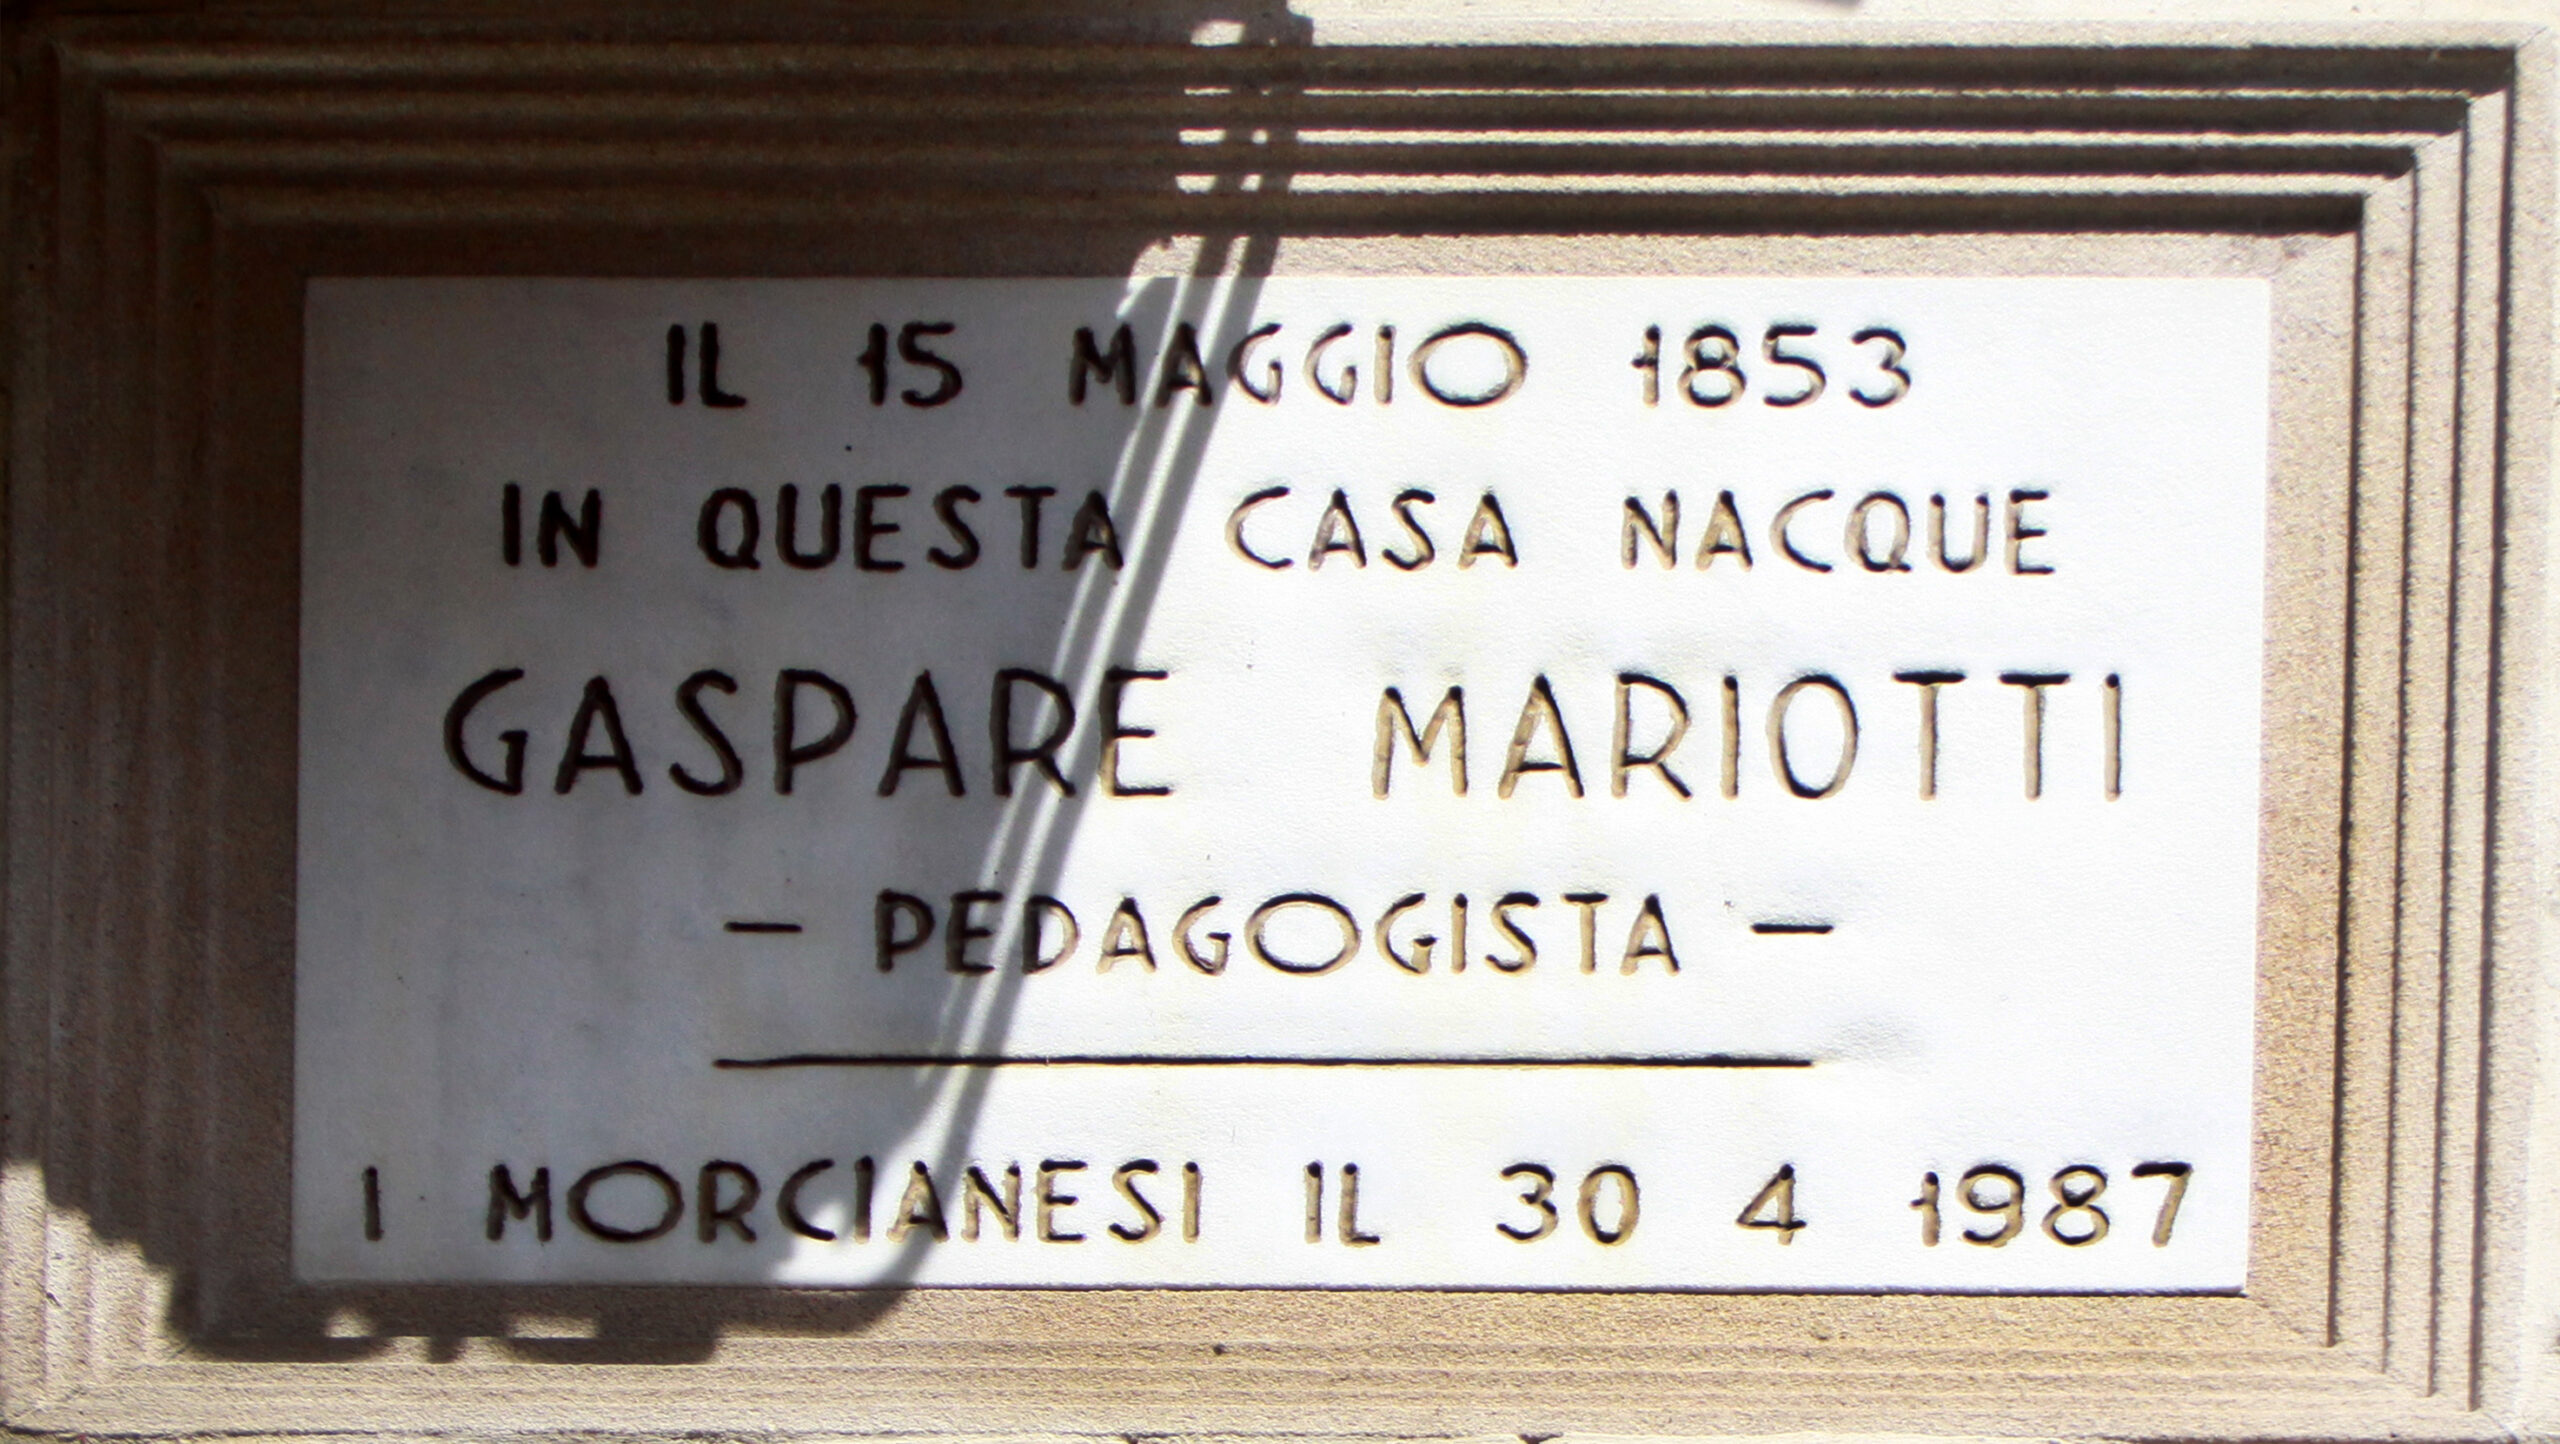 IL 15 MAGGIO 1853
IN QUESTA CASA NACQUE
GASPARE MARIOTTI
– PEDAGOGISTA –
I MORCIANESI IL 30 4 1987